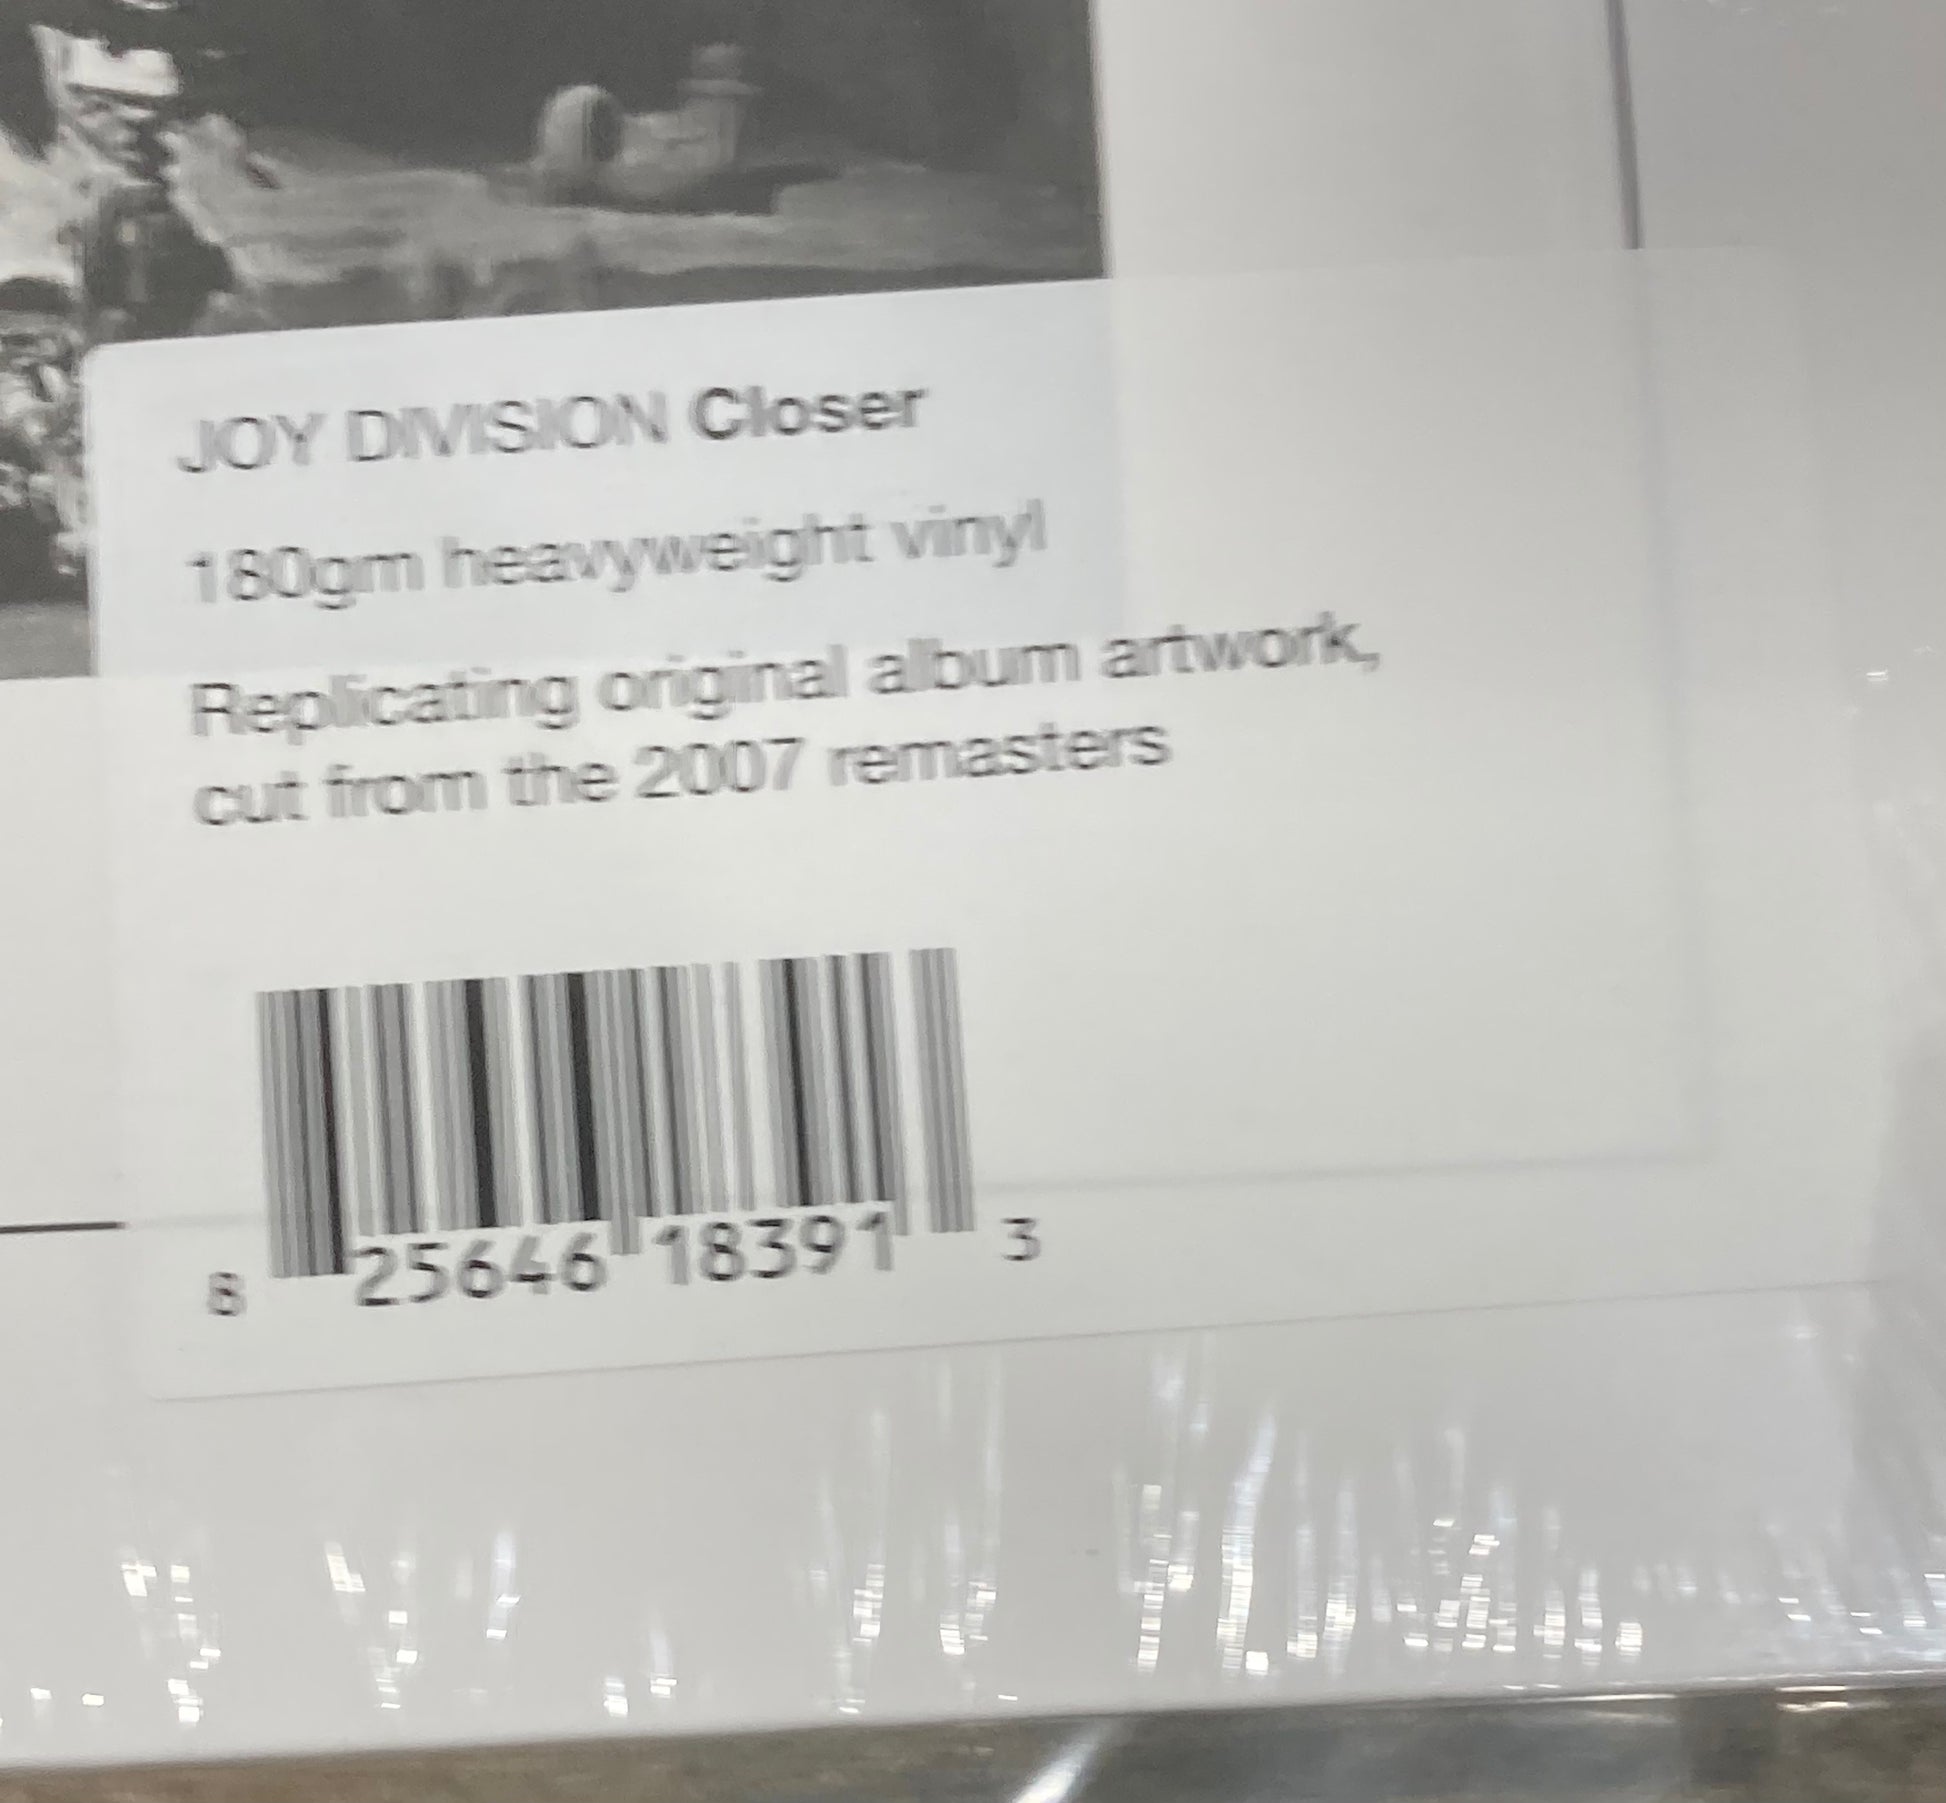 JOY DIVISION Closer
180gm heavyweight vinyl
Replicating original album artwork,
cut from the 2007 remasters
8 25646 18391 3